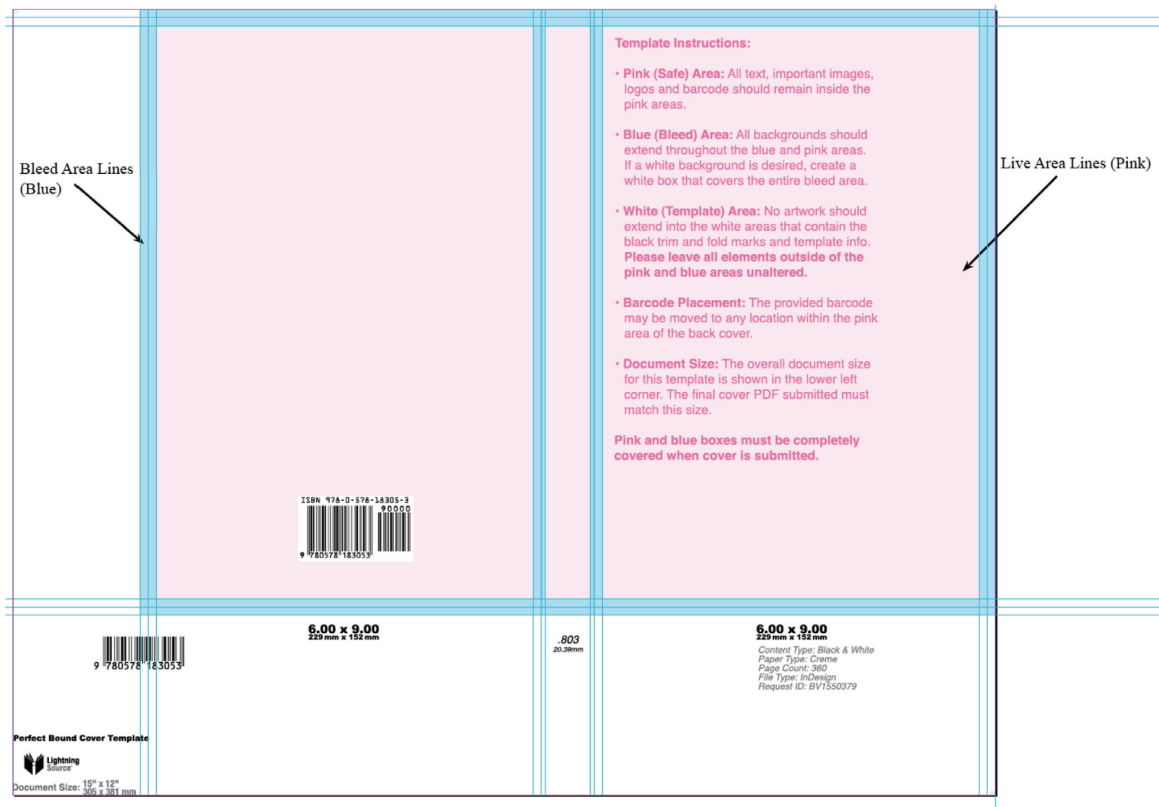 Template Instructions:
• Pink (Safe) Area: All text, important images,
logos and barcode should remain inside the
pink areas.
• Blue (Bleed) Area: All backgrounds should
extend throughout the blue and pink areas.
If a white background is desired, create a
white box that covers the entire bleed area.
• White (Template) Area: No artwork should
extend into the white areas that contain the
black trim and fold marks and template info.
Please leave all elements outside of the
pink and blue areas unaltered.
• Barcode Placement: The provided barcode
may be moved to any location within the pink
area of the back cover.
• Document Size: The overall document size
for this template is shown in the lower left
corner. The final cover PDF submitted must
match this size.
Pink and blue boxes must be completely
covered when cover is submitted.
Bleed Area Lines
(Blue)
Live Area Lines (Pink)
ISBN 978-0-578-18305-3
90000
9 780578 183053
6.00 x 9.00
229 mm x 152 mm
.803
20.39mm
6.00 x 9.00
229 mm x 152 mm
Content Type: Black & White
Paper Type: Creme
Page Count: 360
File Type: InDesign
Request ID: BV1550379
9 780578 183053
Perfect Bound Cover Template
Lightning
Source
Document Size: 15" x 12"
305 x 381 mm